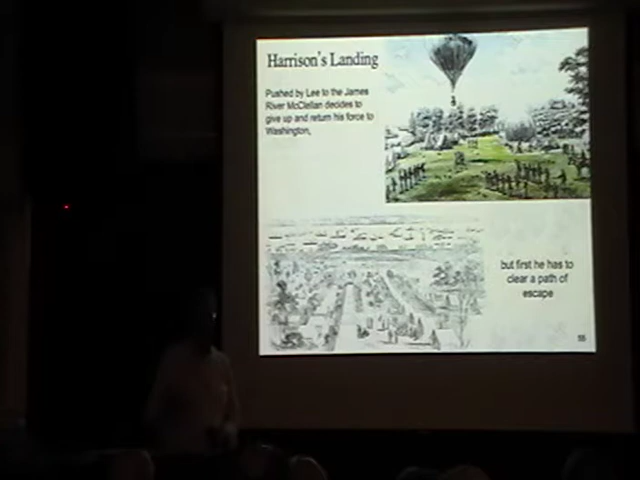 Harrison's Landing
Pushed by Lee to the James
River McClellan decides to
give up and return his force to
Washington,
but first he has to
clear a path of
escape